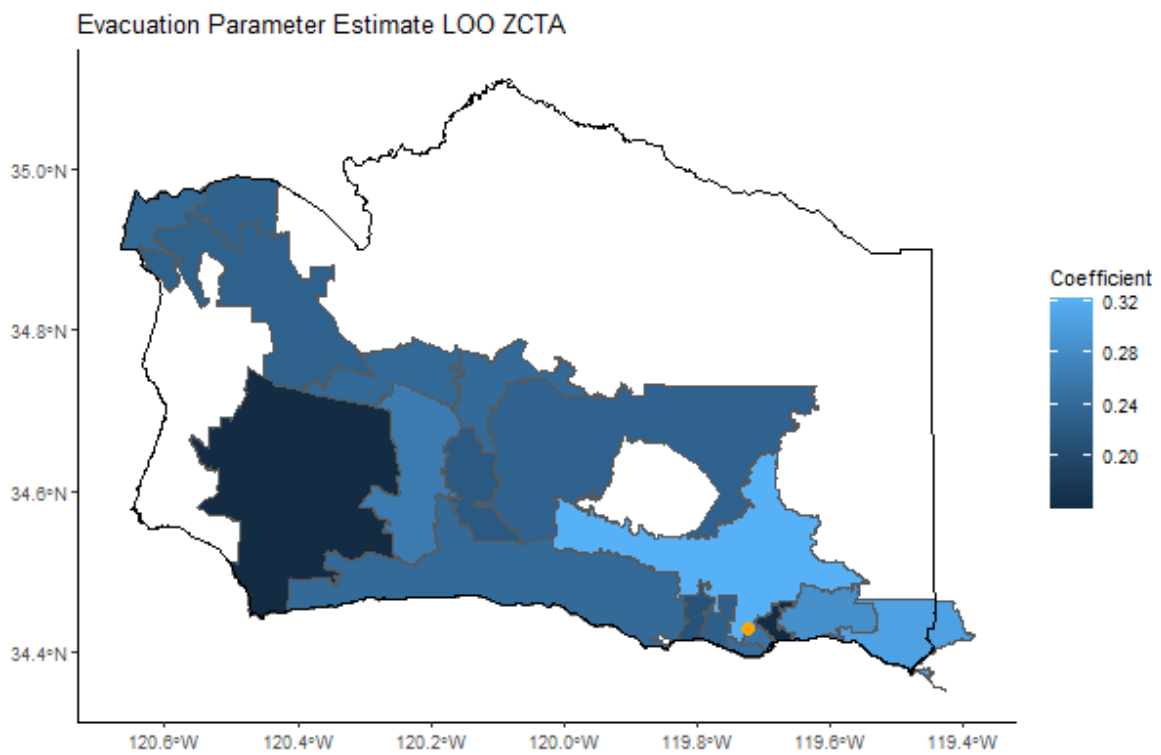 Evacuation Parameter Estimate LOO ZCTA
35.0°N
34.8°N
34.6°N
34.4°N
120.6°W
120.4°W
120.2°W
120.0°W
119.8°W
119.6°W
119.4°W
Coefficient
0.32
0.28
0.24
0.20